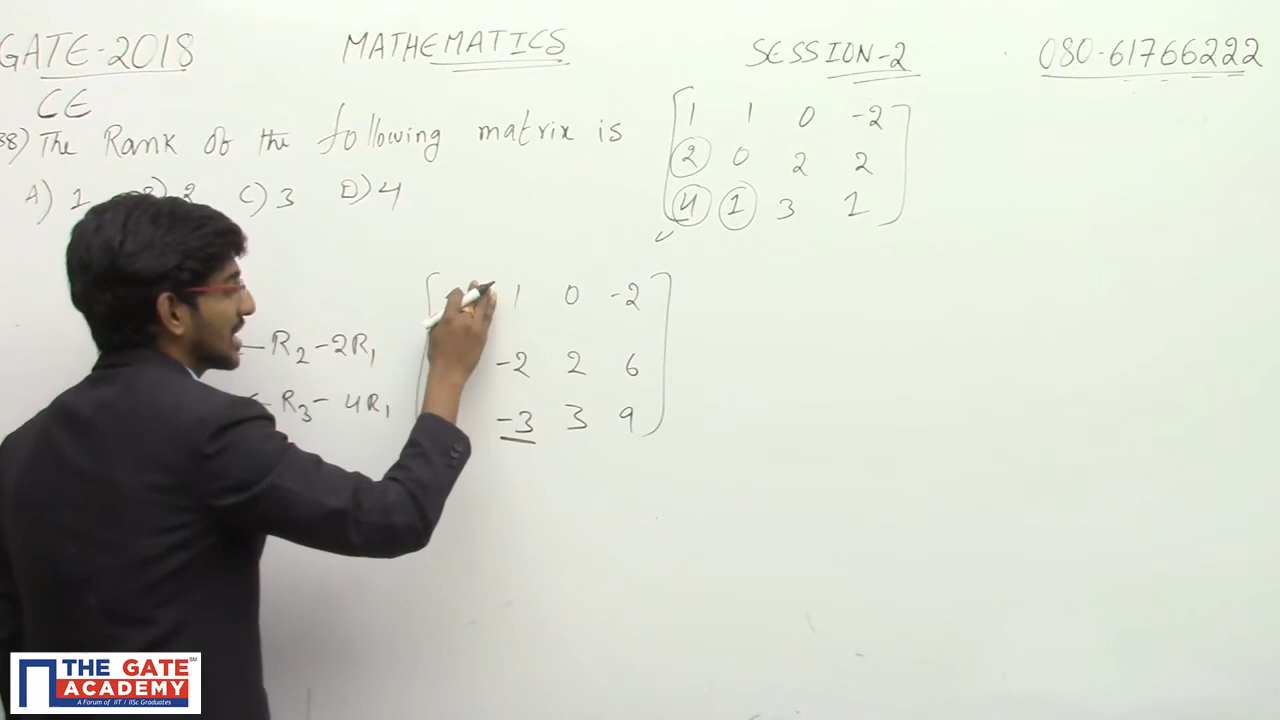 GATE-2018 MATHEMATICS SESSION-2 080-61766222
CE
38) The Rank of the following matrix is
A) 1 B) 2 C) 3 D) 4
1 1 0 -2
2 0 2 2
4 1 3 1
1 0 -2
R2 - 2R1 -2 2 6
R3 - 4R1 -3 3 9
THE GATE
ACADEMY
A Forum of IIT / IISc Graduates
SM